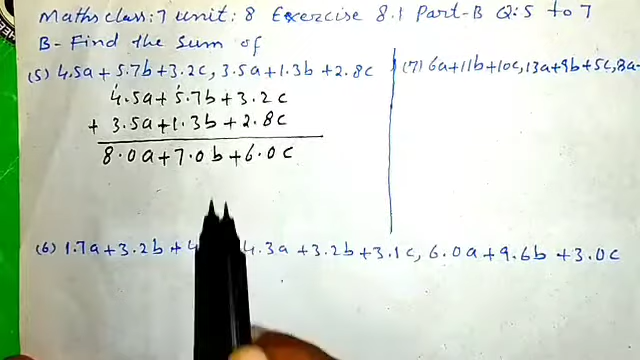 Maths class:7 unit: 8 Exercise 8.1 Part-B Q:5 to 7
B- Find the Sum of
(5) 4.5a + 5.7b + 3.2c, 3.5a + 1.3b + 2.8c
4.5a + 5.7b + 3.2c
+ 3.5a + 1.3b + 2.8c
8.0a + 7.0b + 6.0c
(7) 6a + 11b + 10c, 13a + 9b + 5c, 8a-
(6) 1.7a + 3.2b + 4 4.3a + 3.2b + 3.1c, 6.0a + 9.6b + 3.0c